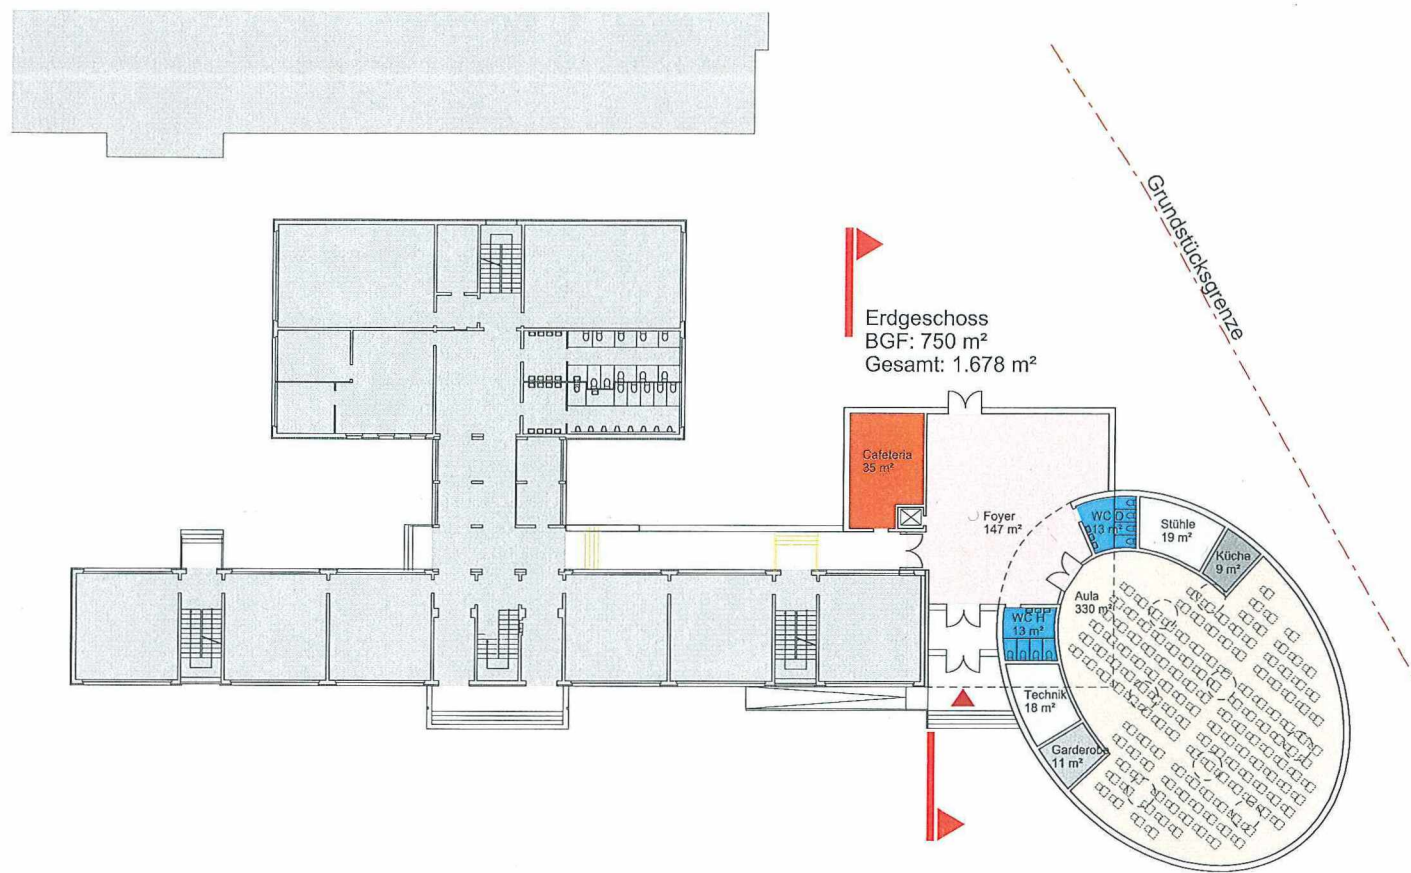 Grundstücksgrenze
Erdgeschoss
BGF: 750 m²
Gesamt: 1.678 m²
Cafeteria
35 m²
Foyer
147 m²
WC D
13 m²
Stühle
19 m²
Küche
9 m²
Aula
330 m²
WC H
13 m²
Technik
18 m²
Garderobe
11 m²